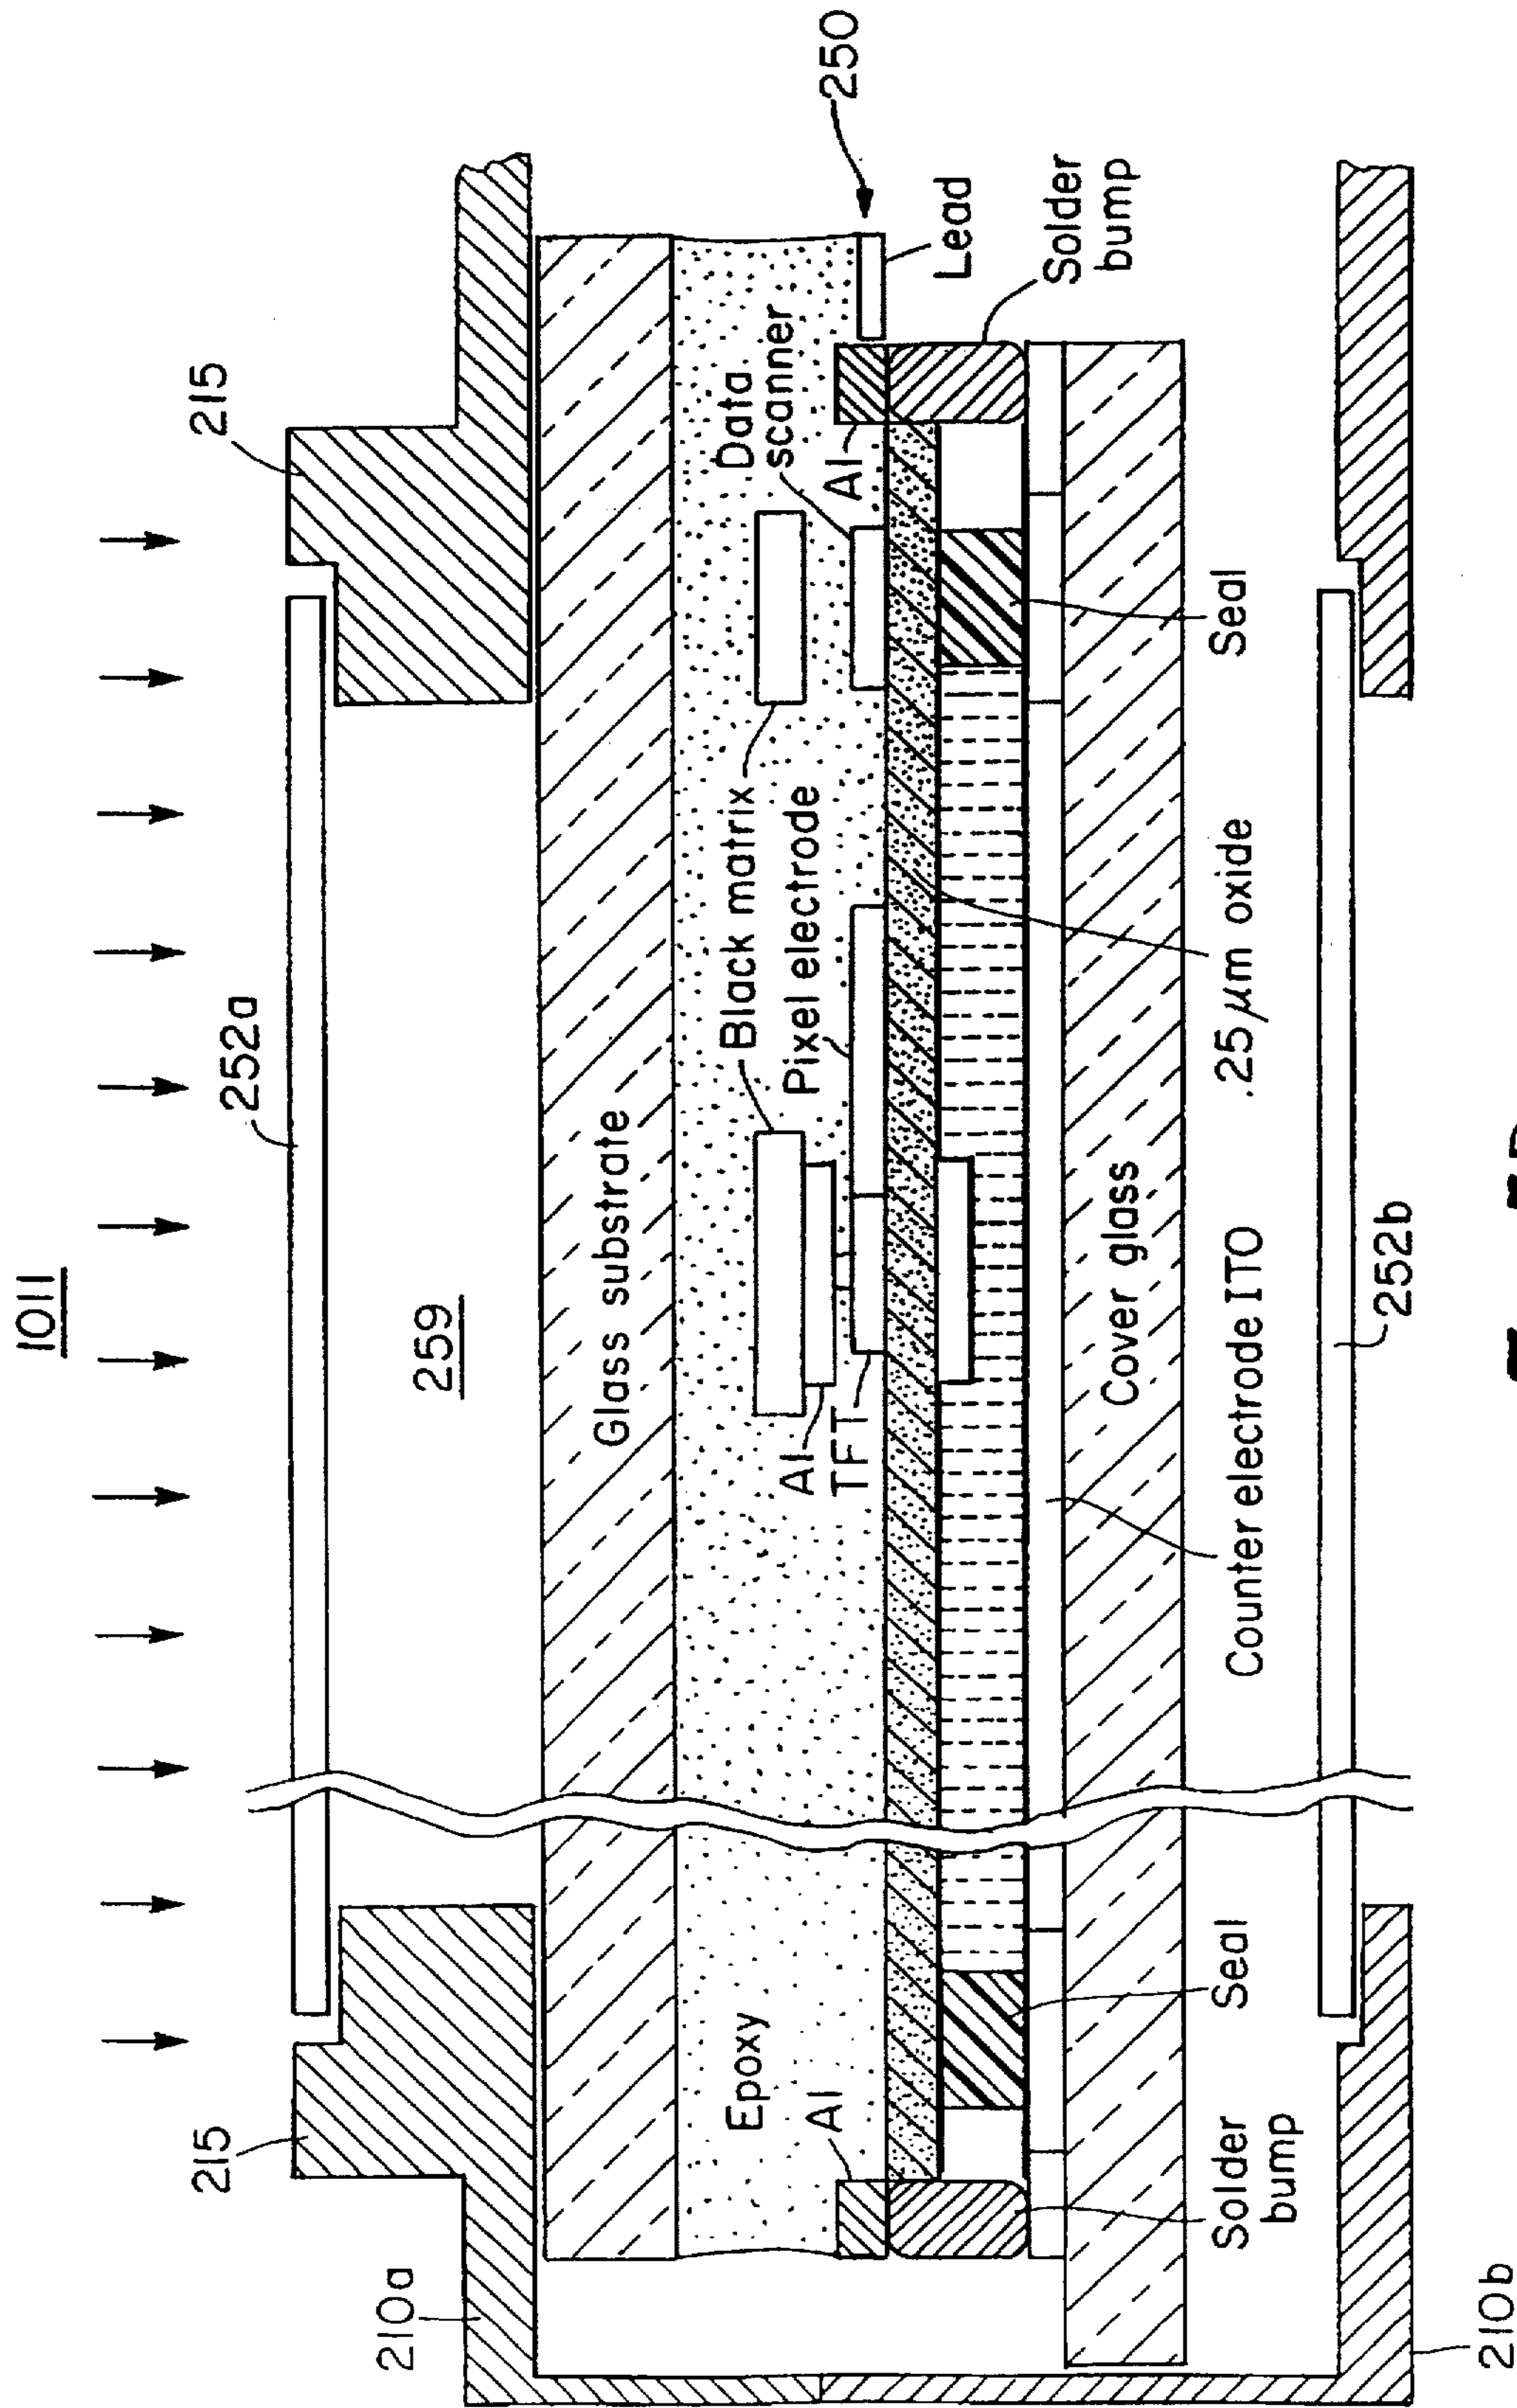 1011
215
252a
215
210a
259
Glass substrate
Epoxy
Al
Al
TFT
Black matrix
Pixel electrode
Data
scanner
Al
250
Lead
Solder
bump
Cover glass
Seal
Seal
Solder
bump
Counter electrode ITO
.25 μm oxide
252b
210b